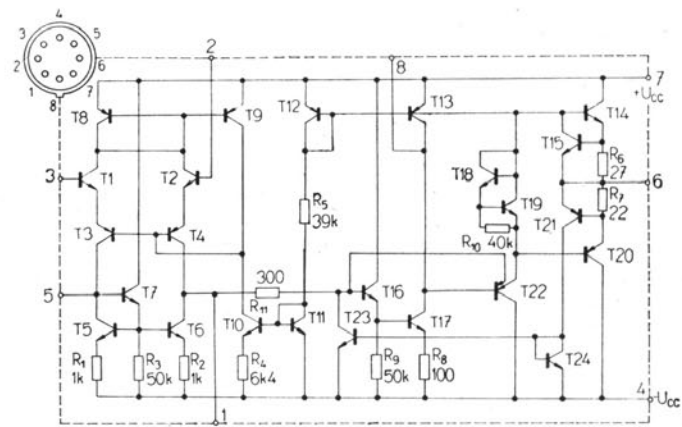 4
3 5
2 6
1 7
8
2
8
7
+Ucc
T8
T9
T12
T13
T14
T15
R6
27
3
T1
T2
T18
6
R5
39k
T19
R7
22
T21
T3
T4
R10 40k
T20
300
5
T7
R11
T16
T22
T5
T6
T10
T11
T23
T17
R1
1k
R3
50k
R2
1k
R4
6k4
R9
50k
R8
100
T24
4
-Ucc
1